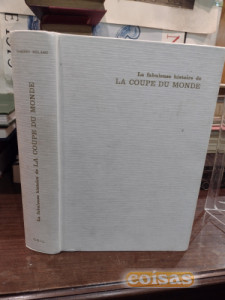 La fabuleuse histoire de
LA COUPE DU MONDE
La fabuleuse histoire de LA COUPE DU MONDE
coisas